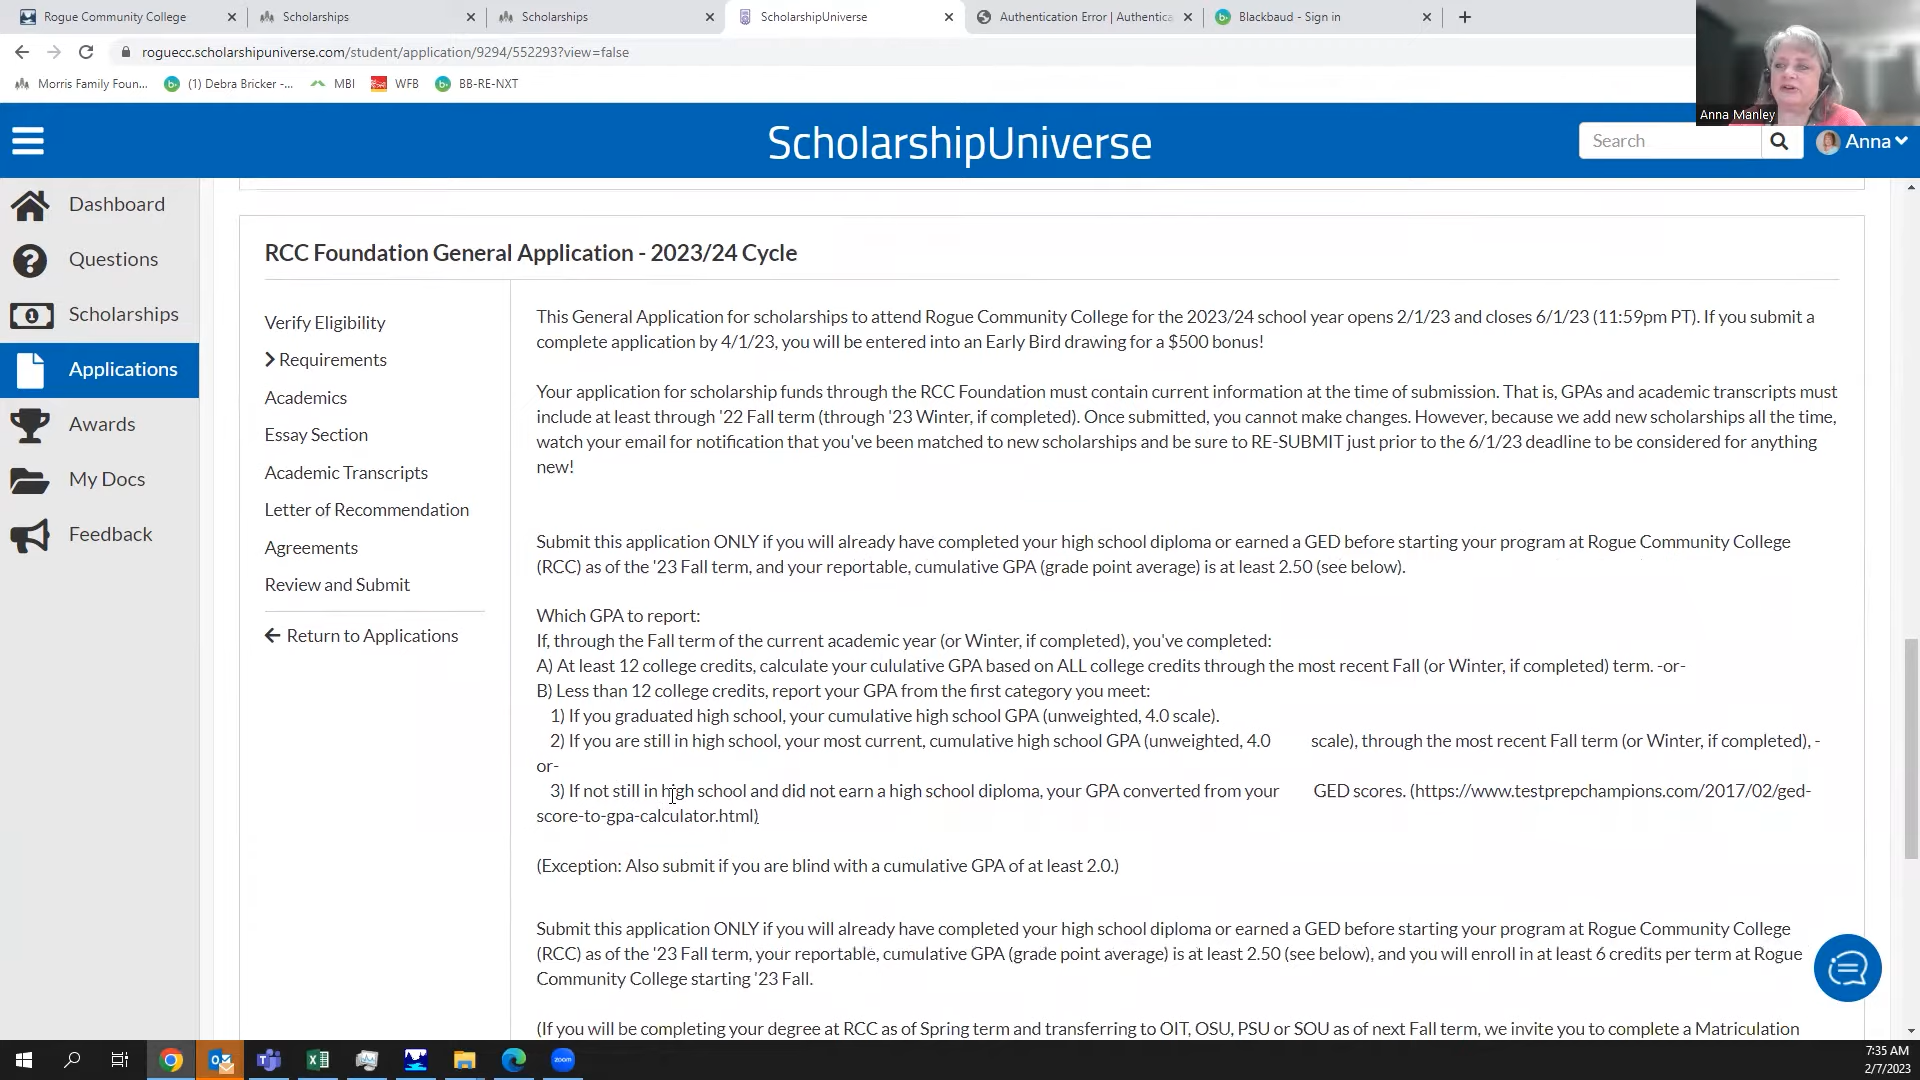 Rogue Community College
Scholarships
Scholarships
ScholarshipUniverse
Authentication Error | Authentica
Blackbaud - Sign in
roguecc.scholarshipuniverse.com/student/application/9294/552293?view=false
Morris Family Foun...
(1) Debra Bricker -...
MBI
WFB
BB-RE-NXT
Anna Manley
ScholarshipUniverse
Search
Anna
Dashboard
Questions
Scholarships
Applications
Awards
My Docs
Feedback
RCC Foundation General Application - 2023/24 Cycle
Verify Eligibility
Requirements
Academics
Essay Section
Academic Transcripts
Letter of Recommendation
Agreements
Review and Submit
Return to Applications
This General Application for scholarships to attend Rogue Community College for the 2023/24 school year opens 2/1/23 and closes 6/1/23 (11:59pm PT). If you submit a
complete application by 4/1/23, you will be entered into an Early Bird drawing for a $500 bonus!
Your application for scholarship funds through the RCC Foundation must contain current information at the time of submission. That is, GPAs and academic transcripts must
include at least through '22 Fall term (through '23 Winter, if completed). Once submitted, you cannot make changes. However, because we add new scholarships all the time,
watch your email for notification that you've been matched to new scholarships and be sure to RE-SUBMIT just prior to the 6/1/23 deadline to be considered for anything
new!
Submit this application ONLY if you will already have completed your high school diploma or earned a GED before starting your program at Rogue Community College
(RCC) as of the '23 Fall term, and your reportable, cumulative GPA (grade point average) is at least 2.50 (see below).
Which GPA to report:
If, through the Fall term of the current academic year (or Winter, if completed), you've completed:
A) At least 12 college credits, calculate your cululative GPA based on ALL college credits through the most recent Fall (or Winter, if completed) term. -or-
B) Less than 12 college credits, report your GPA from the first category you meet:
1) If you graduated high school, your cumulative high school GPA (unweighted, 4.0 scale).
2) If you are still in high school, your most current, cumulative high school GPA (unweighted, 4.0 scale), through the most recent Fall term (or Winter, if completed), -
or-
3) If not still in high school and did not earn a high school diploma, your GPA converted from your GED scores. (https://www.testprepchampions.com/2017/02/ged-
score-to-gpa-calculator.html)
(Exception: Also submit if you are blind with a cumulative GPA of at least 2.0.)
Submit this application ONLY if you will already have completed your high school diploma or earned a GED before starting your program at Rogue Community College
(RCC) as of the '23 Fall term, your reportable, cumulative GPA (grade point average) is at least 2.50 (see below), and you will enroll in at least 6 credits per term at Rogue
Community College starting '23 Fall.
(If you will be completing your degree at RCC as of Spring term and transferring to OIT, OSU, PSU or SOU as of next Fall term, we invite you to complete a Matriculation
zoom
7:35 AM
2/7/2023